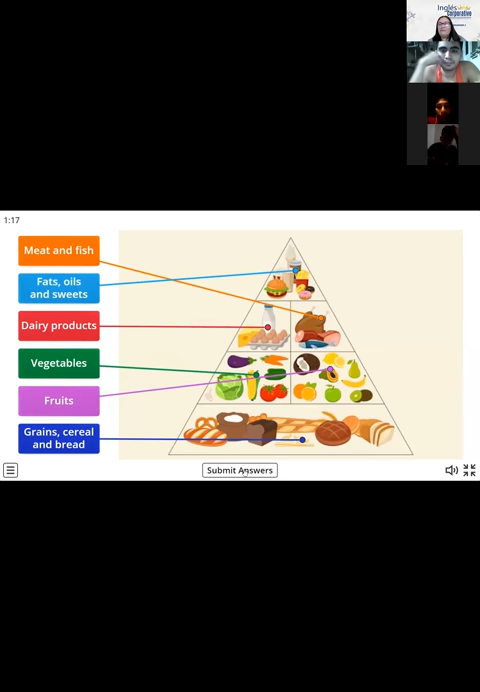 Inglés
corporativo
1:17
Meat and fish
Fats, oils
and sweets
Dairy products
Vegetables
Fruits
Grains, cereal
and bread
Submit Answers